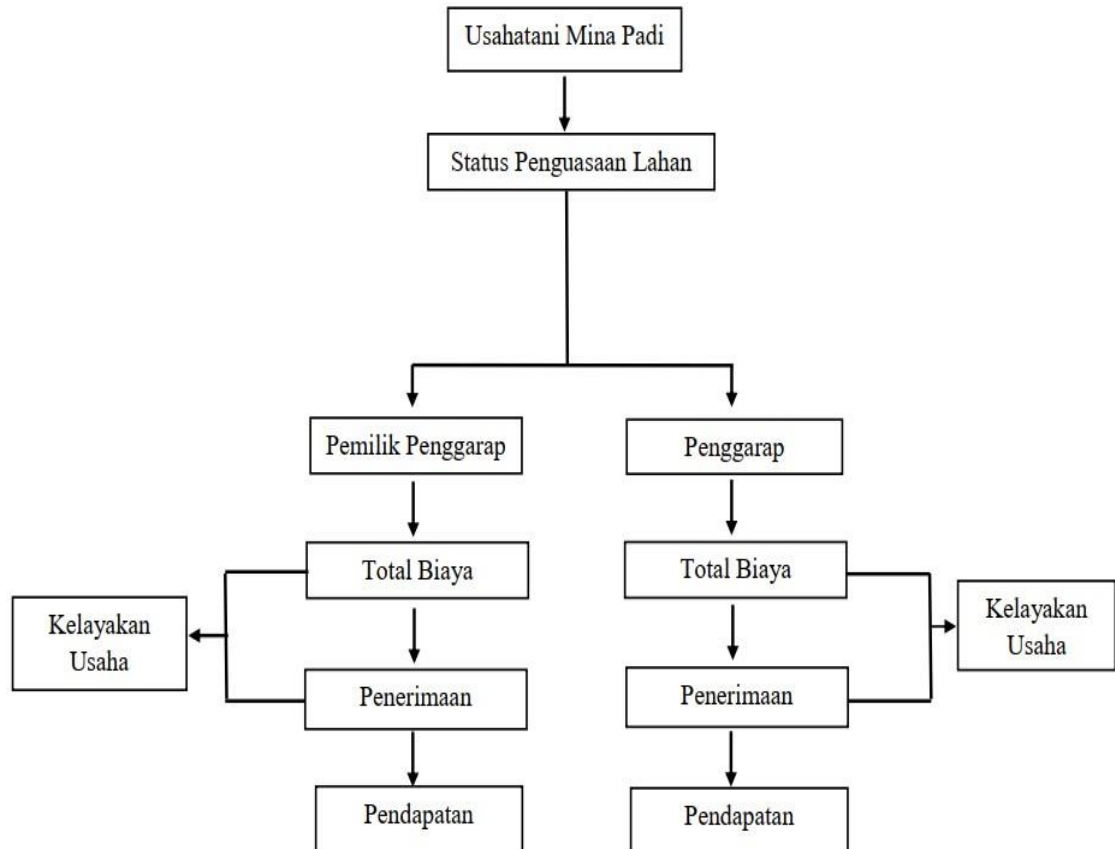 Usahatani Mina Padi
Status Penguasaan Lahan
Pemilik Penggarap
Penggarap
Total Biaya
Total Biaya
Kelayakan
Usaha
Kelayakan
Usaha
Penerimaan
Penerimaan
Pendapatan
Pendapatan